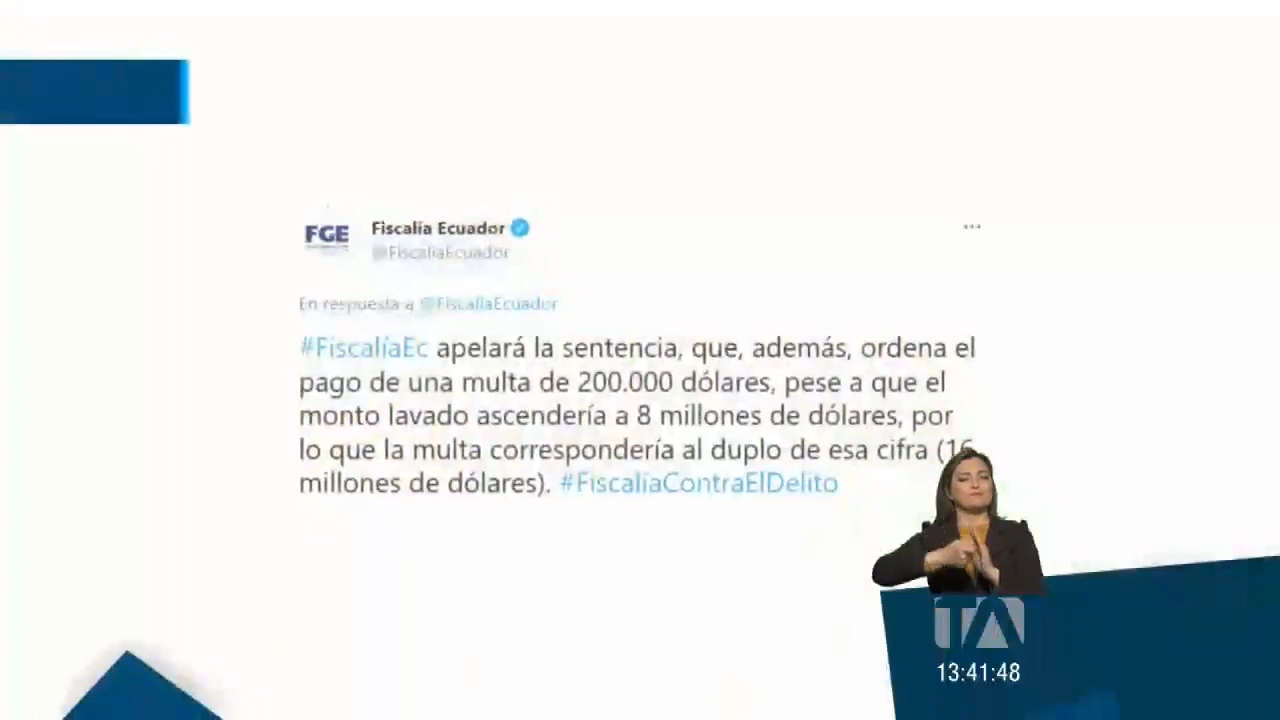 FGE
Fiscalía Ecuador
@FiscaliaEcuador
...
En respuesta a @FiscaliaEcuador
#FiscalíaEc apelará la sentencia, que, además, ordena el
pago de una multa de 200.000 dólares, pese a que el
monto lavado ascendería a 8 millones de dólares, por
lo que la multa correspondería al duplo de esa cifra (16
millones de dólares). #FiscalíaContraElDelito
TA
13:41:48